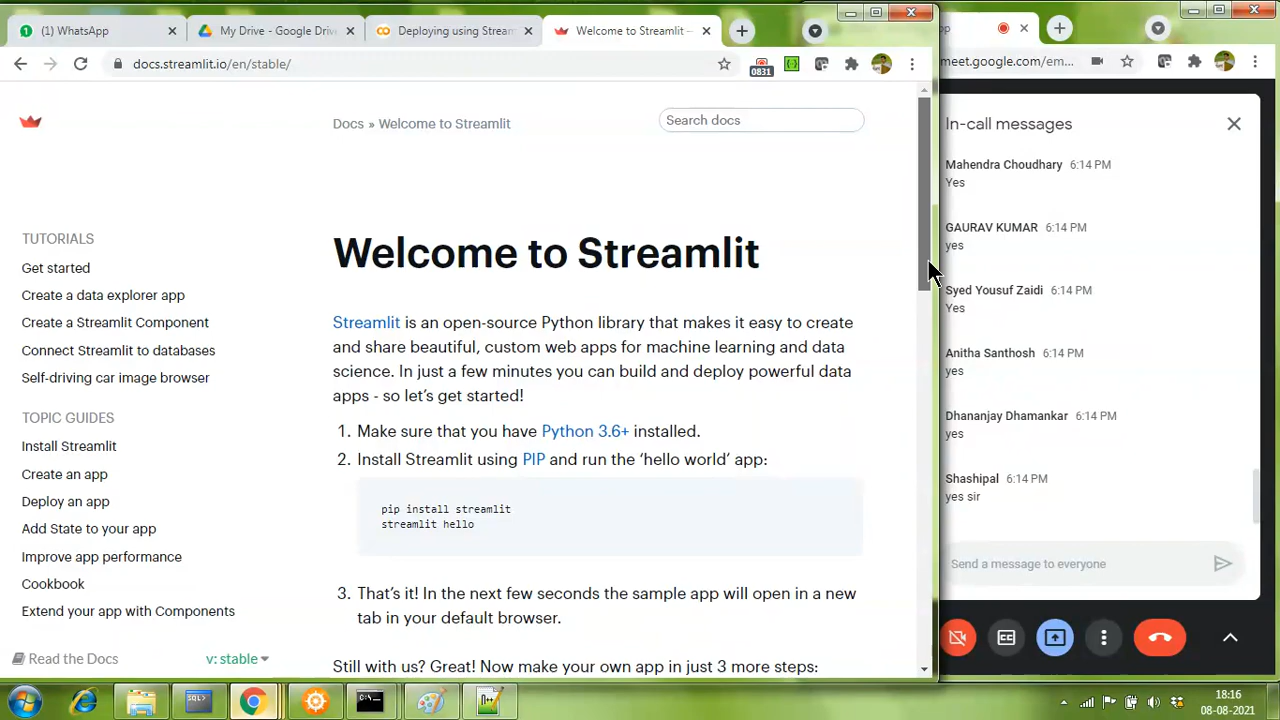 (1) WhatsApp
My Drive - Google Driv
Deploying using Strean
Welcome to Streamlit —
docs.streamlit.io/en/stable/
0831
meet.google.com/em...
Docs » Welcome to Streamlit
Search docs
TUTORIALS
Get started
Create a data explorer app
Create a Streamlit Component
Connect Streamlit to databases
Self-driving car image browser
TOPIC GUIDES
Install Streamlit
Create an app
Deploy an app
Add State to your app
Improve app performance
Cookbook
Extend your app with Components
Read the Docs
v: stable
Welcome to Streamlit
Streamlit is an open-source Python library that makes it easy to create
and share beautiful, custom web apps for machine learning and data
science. In just a few minutes you can build and deploy powerful data
apps - so let's get started!
1. Make sure that you have Python 3.6+ installed.
2. Install Streamlit using PIP and run the 'hello world' app:
pip install streamlit
streamlit hello
3. That's it! In the next few seconds the sample app will open in a new
tab in your default browser.
Still with us? Great! Now make your own app in just 3 more steps:
In-call messages
Mahendra Choudhary 6:14 PM
Yes
GAURAV KUMAR 6:14 PM
yes
Syed Yousuf Zaidi 6:14 PM
Yes
Anitha Santhosh 6:14 PM
yes
Dhananjay Dhamankar 6:14 PM
yes
Shashipal 6:14 PM
yes sir
Send a message to everyone
18:16
08-08-2021